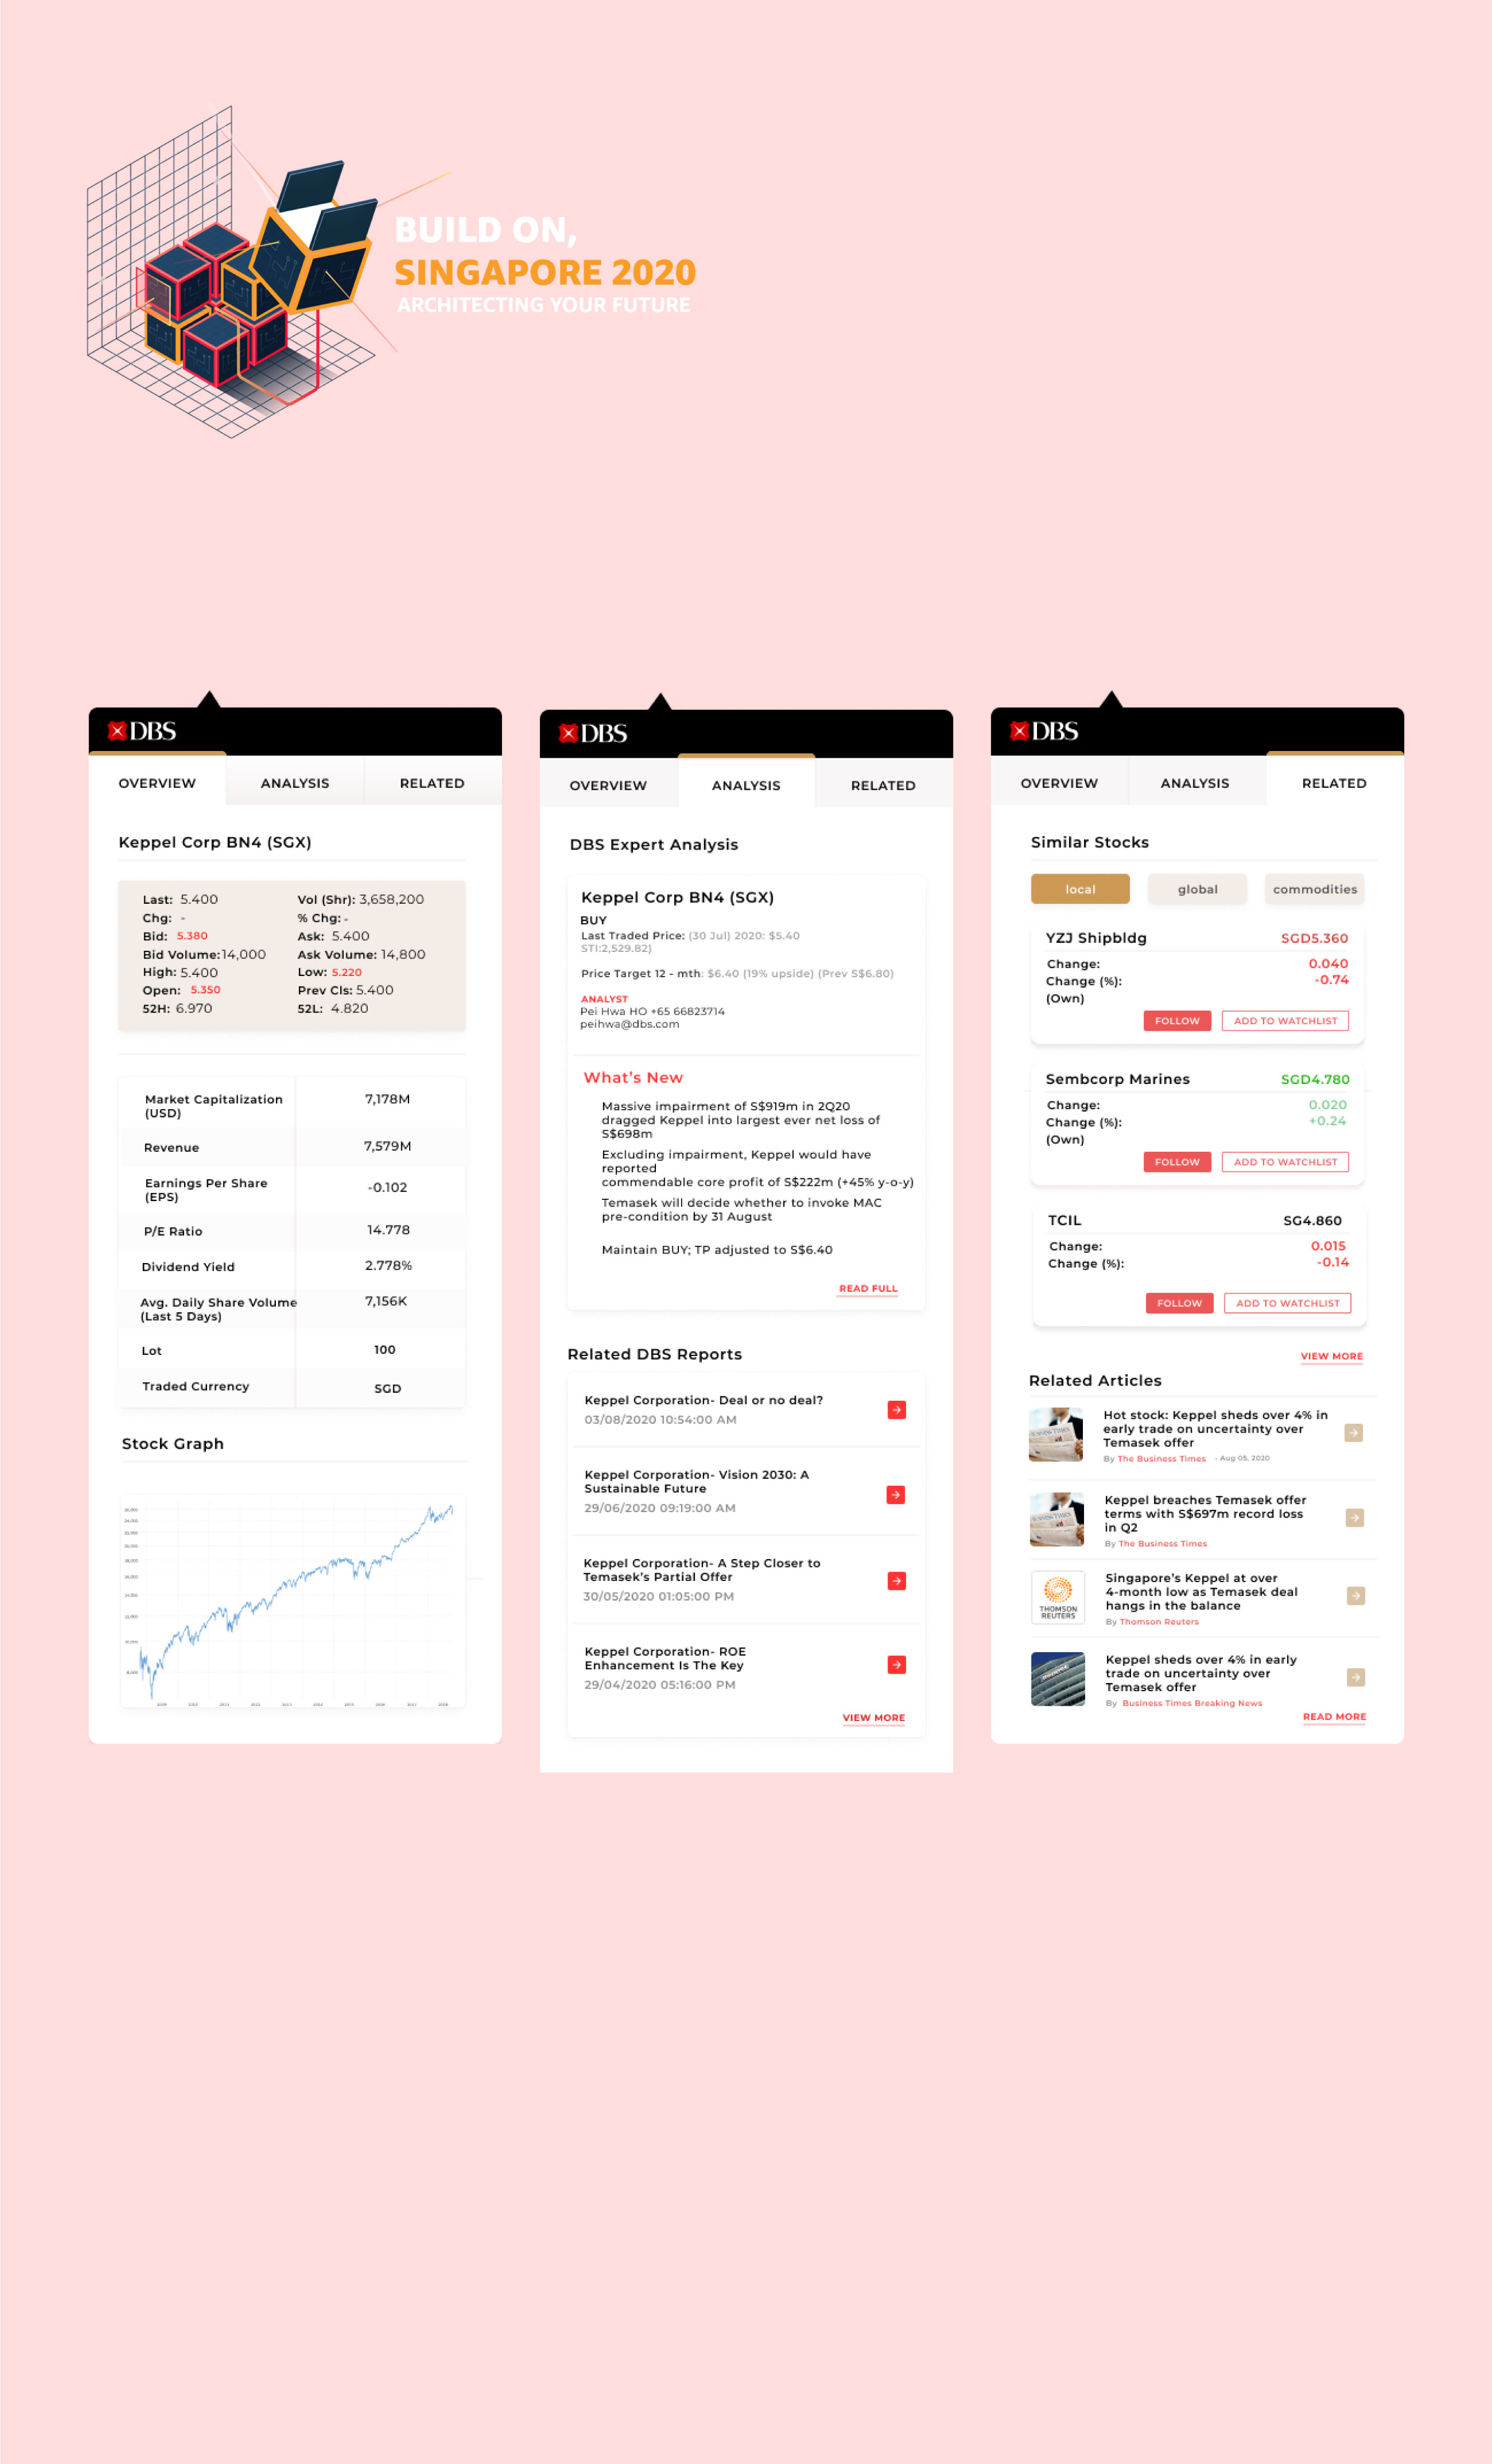 BUILD ON,
SINGAPORE 2020
ARCHITECTING YOUR FUTURE
DBS
OVERVIEW ANALYSIS RELATED
Keppel Corp BN4 (SGX)
Last: 5.400 Vol (Shr): 3,658,200
Chg: - % Chg: -
Bid: 5.380 Ask: 5.400
Bid Volume: 14,000 Ask Volume: 14,800
High: 5.400 Low: 5.220
Open: 5.350 Prev Cls: 5.400
52H: 6.970 52L: 4.820
Market Capitalization 7,178M
(USD)
Revenue 7,579M
Earnings Per Share -0.102
(EPS)
P/E Ratio 14.778
Dividend Yield 2.778%
Avg. Daily Share Volume 7,156K
(Last 5 Days)
Lot 100
Traded Currency SGD
Stock Graph
DBS
OVERVIEW ANALYSIS RELATED
DBS Expert Analysis
Keppel Corp BN4 (SGX)
BUY
Last Traded Price: (30 Jul) 2020: $5.40
STI:2,529.82)
Price Target 12 - mth: $6.40 (19% upside) (Prev S$6.80)
ANALYST
Pei Hwa HO +65 66823714
peihwa@dbs.com
What's New
Massive impairment of S$919m in 2Q20
dragged Keppel into largest ever net loss of
S$698m
Excluding impairment, Keppel would have
reported
commendable core profit of S$222m (+45% y-o-y)
Temasek will decide whether to invoke MAC
pre-condition by 31 August
Maintain BUY; TP adjusted to S$6.40
READ FULL
Related DBS Reports
Keppel Corporation- Deal or no deal?
03/08/2020 10:54:00 AM
Keppel Corporation- Vision 2030: A
Sustainable Future
29/06/2020 09:19:00 AM
Keppel Corporation- A Step Closer to
Temasek's Partial Offer
30/05/2020 01:05:00 PM
Keppel Corporation- ROE
Enhancement Is The Key
29/04/2020 05:16:00 PM
VIEW MORE
DBS
OVERVIEW ANALYSIS RELATED
Similar Stocks
local global commodities
YZJ Shipbldg SGD5.360
Change: 0.040
Change (%): -0.74
(Own)
FOLLOW ADD TO WATCHLIST
Sembcorp Marines SGD4.780
Change: 0.020
Change (%): +0.24
(Own)
FOLLOW ADD TO WATCHLIST
TCIL SG4.860
Change: 0.015
Change (%): -0.14
FOLLOW ADD TO WATCHLIST
VIEW MORE
Related Articles
Hot stock: Keppel sheds over 4% in
early trade on uncertainty over
Temasek offer
By The Business Times - Aug 05, 2020
Keppel breaches Temasek offer
terms with S$697m record loss
in Q2
By The Business Times
THOMSON
REUTERS
Singapore's Keppel at over
4-month low as Temasek deal
hangs in the balance
By Thomson Reuters
Keppel sheds over 4% in early
trade on uncertainty over
Temasek offer
By Business Times Breaking News
READ MORE